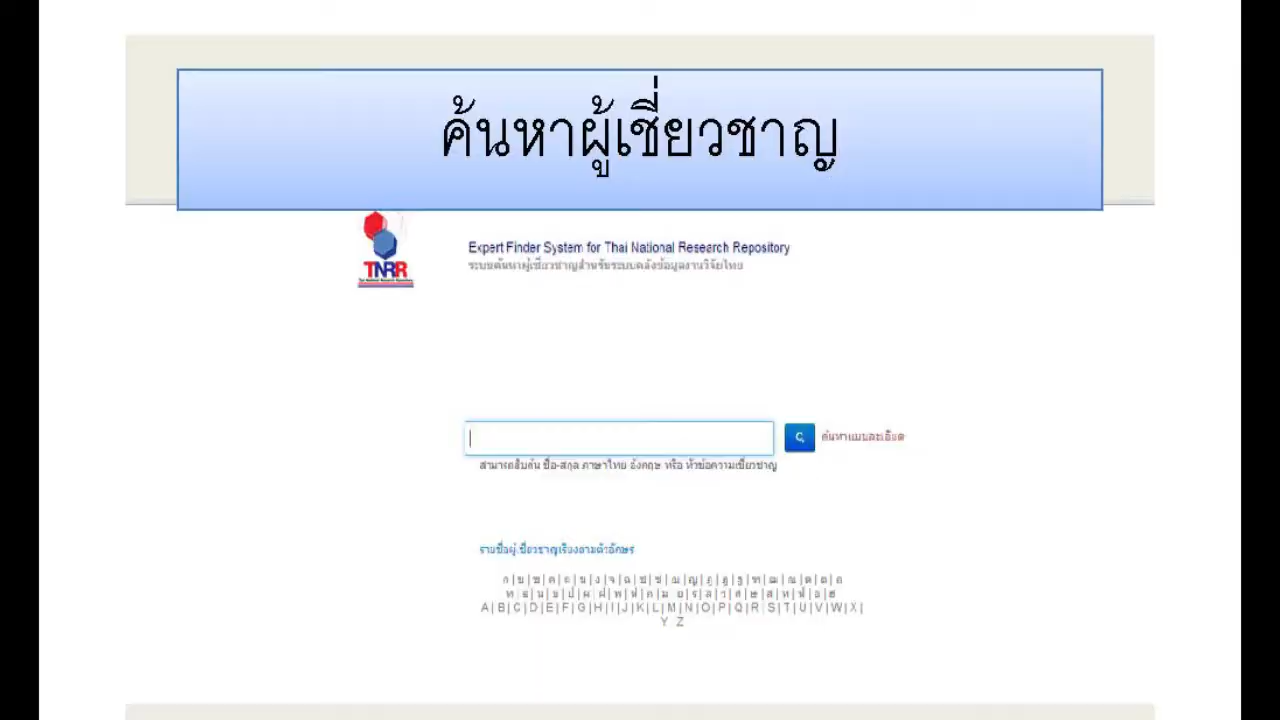 ค้นหาผู้เชี่ยวชาญ
TNRR
Expert Finder System for Thai National Research Repository
ระบบค้นหาผู้เชี่ยวชาญสำหรับระบบคลังข้อมูลงานวิจัยไทย
ค้นหาแบบละเอียด
สามารถสืบค้น ชื่อ-สกุล ภาษาไทย อังกฤษ หรือ หัวข้อความเชี่ยวชาญ
รายชื่อผู้เชี่ยวชาญเรียงตามตัวอักษร
A|B|C|D|E|F|G|H|I|J|K|L|M|N|O|P|Q|R|S|T|U|V|W|X|
Y Z